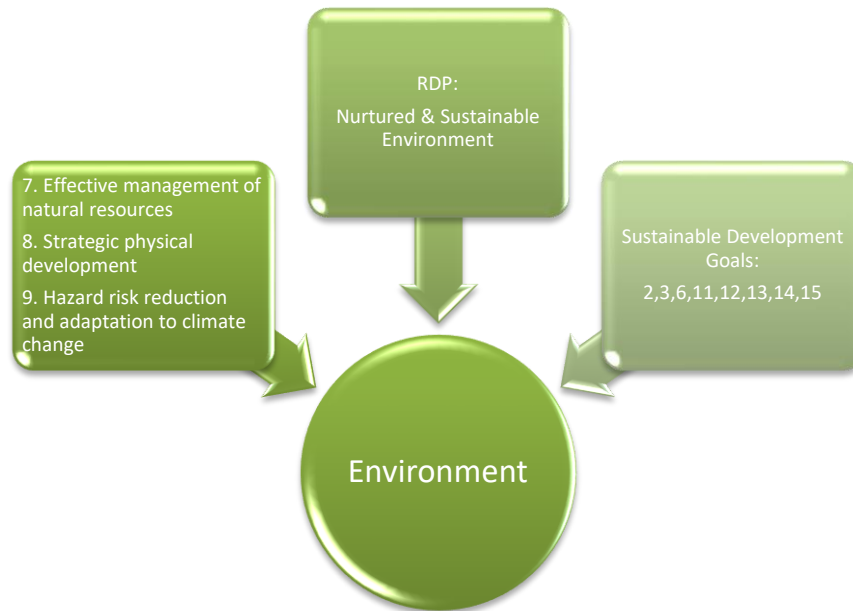 RDP:
Nurtured & Sustainable
Environment
7. Effective management of
natural resources
8. Strategic physical
development
9. Hazard risk reduction
and adaptation to climate
change
Sustainable Development
Goals:
2,3,6,11,12,13,14,15
Environment